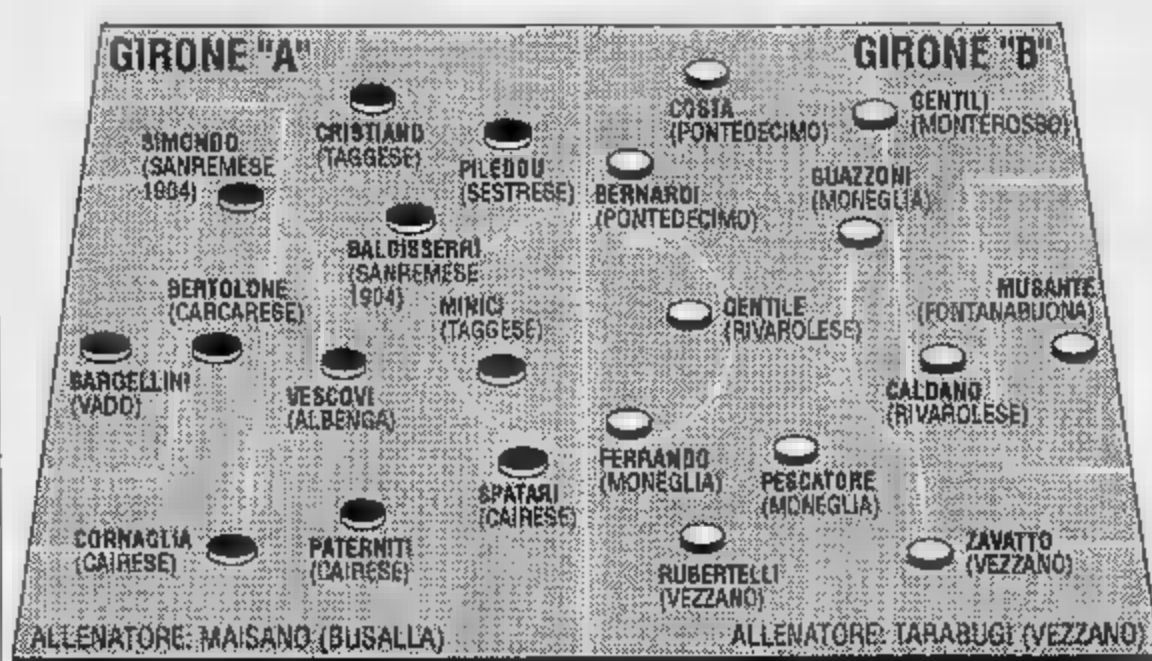 GIRONE "A"
GIRONE "B"
CRISTIANO
(TAGGESE)
SIMONDO
(SANREMESE
1904)
PILEDDU
(SESTRESE)
BALDISSERRI
(SANREMESE
1904)
BERTOLONE
(CARCARESE)
MINICI
(TAGGESE)
BARGELLINI
(VADO)
VESCOVI
(ALBENGA)
SPATARI
(CAIRESE)
CORNAGLIA
(CAIRESE)
PATERNITI
(CAIRESE)
ALLENATORE: MAISANO (BUSALLA)
COSTA
(PONTEDECIMO)
GENTILI
(MONTEROSSO)
BERNARDI
(PONTEDECIMO)
GUAZZONI
(MONEGLIA)
GENTILE
(RIVAROLESE)
MUSANTE
(FONTANABUONA)
CALDANO
(RIVAROLESE)
FERRANDO
(MONEGLIA)
PESCATORE
(MONEGLIA)
RUBERTELLI
(VEZZANO)
ZAVATTO
(VEZZANO)
ALLENATORE: TARABUGI (VEZZANO)